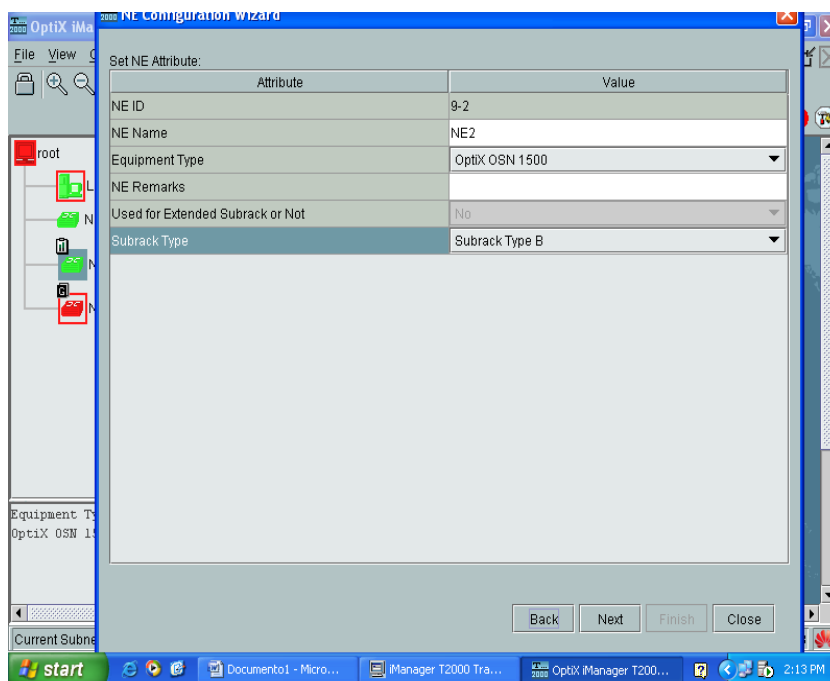 OptiX iMa
2000 NE Configuration Wizard
File View
Set NE Attribute:
Attribute Value
NE ID 9-2
NE Name NE2
Equipment Type OptiX OSN 1500
NE Remarks
Used for Extended Subrack or Not No
Subrack Type Subrack Type B
root
L
N
N
N
Equipment Ty
OptiX OSN 15
Back Next Finish Close
Current Subne
start Documento1 - Micro... iManager T2000 Tra... OptiX iManager T200... 2:13 PM